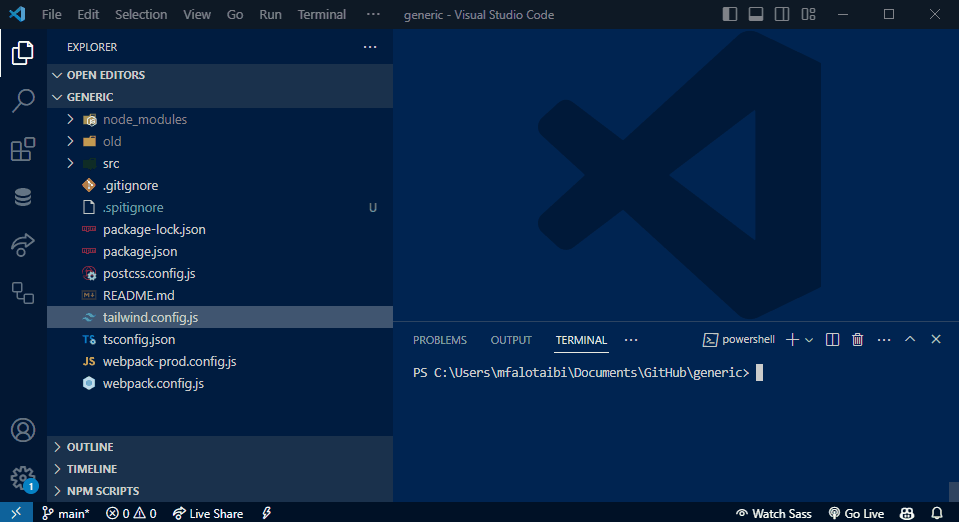 File Edit Selection View Go Run Terminal ··· generic - Visual Studio Code
EXPLORER ···
OPEN EDITORS
GENERIC
node_modules
old
src
.gitignore
.spitignore U
package-lock.json
package.json
postcss.config.js
README.md
tailwind.config.js
tsconfig.json
JS webpack-prod.config.js
webpack.config.js
OUTLINE
TIMELINE
NPM SCRIPTS
PROBLEMS OUTPUT TERMINAL ··· powershell ···
PS C:\Users\mfalotaibi\Documents\GitHub\generic>
1
main* 0 0 Live Share Watch Sass Go Live